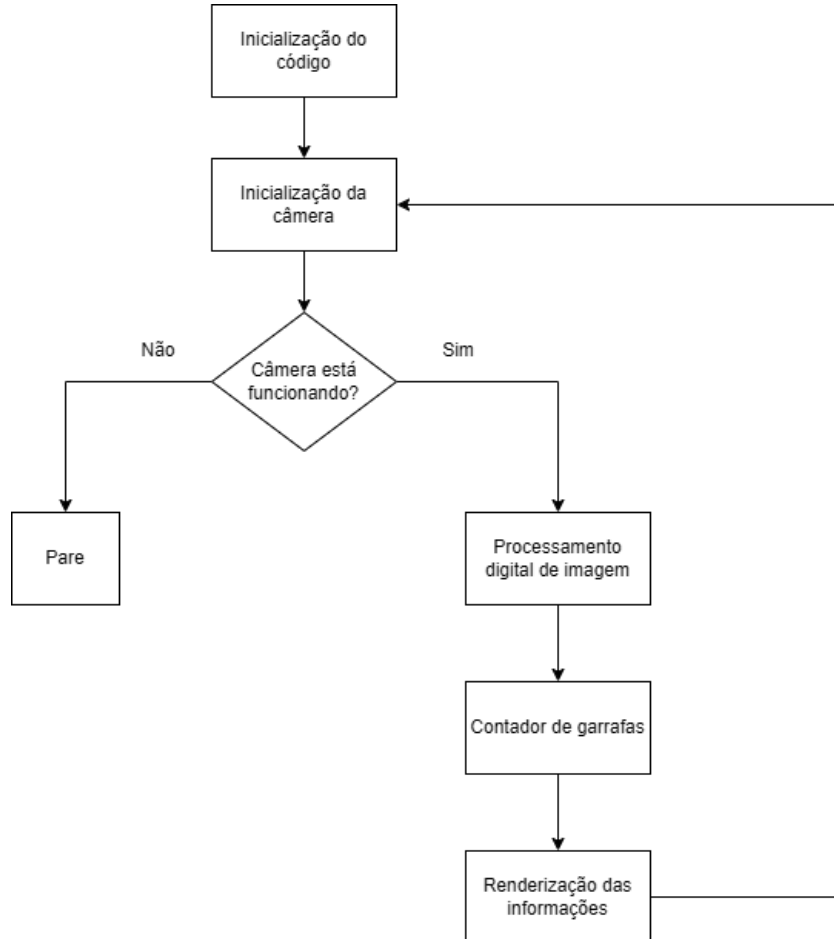 Inicialização do
código
Inicialização da
câmera
Não
Sim
Câmera está
funcionando?
Pare
Processamento
digital de imagem
Contador de garrafas
Renderização das
informações